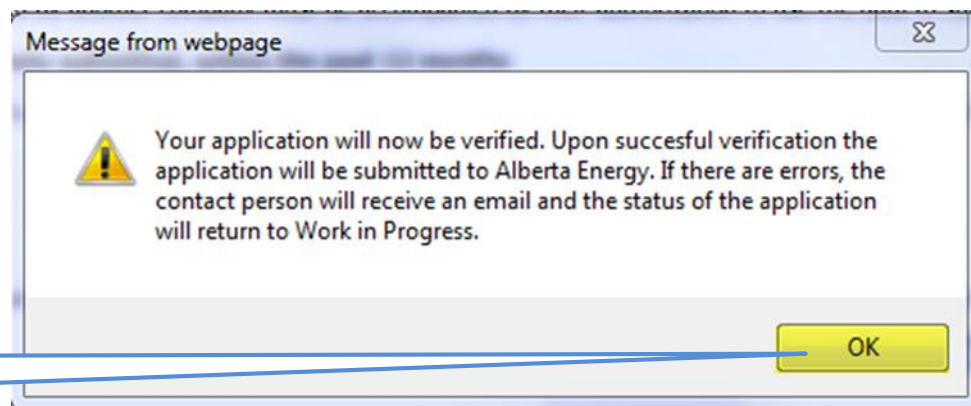 Message from webpage
Your application will now be verified. Upon succesful verification the
application will be submitted to Alberta Energy. If there are errors, the
contact person will receive an email and the status of the application
will return to Work in Progress.
OK